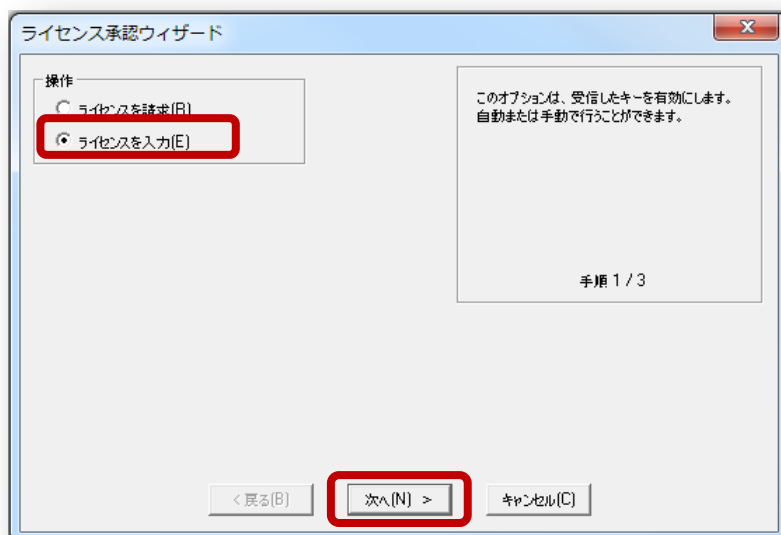 ライセンス承認ウィザード
操作
ライセンスを請求(R)
ライセンスを入力(E)
このオプションは、受信したキーを有効にします。
自動または手動で行うことができます。
手順 1 / 3
< 戻る(B)
次へ(N) >
キャンセル(C)